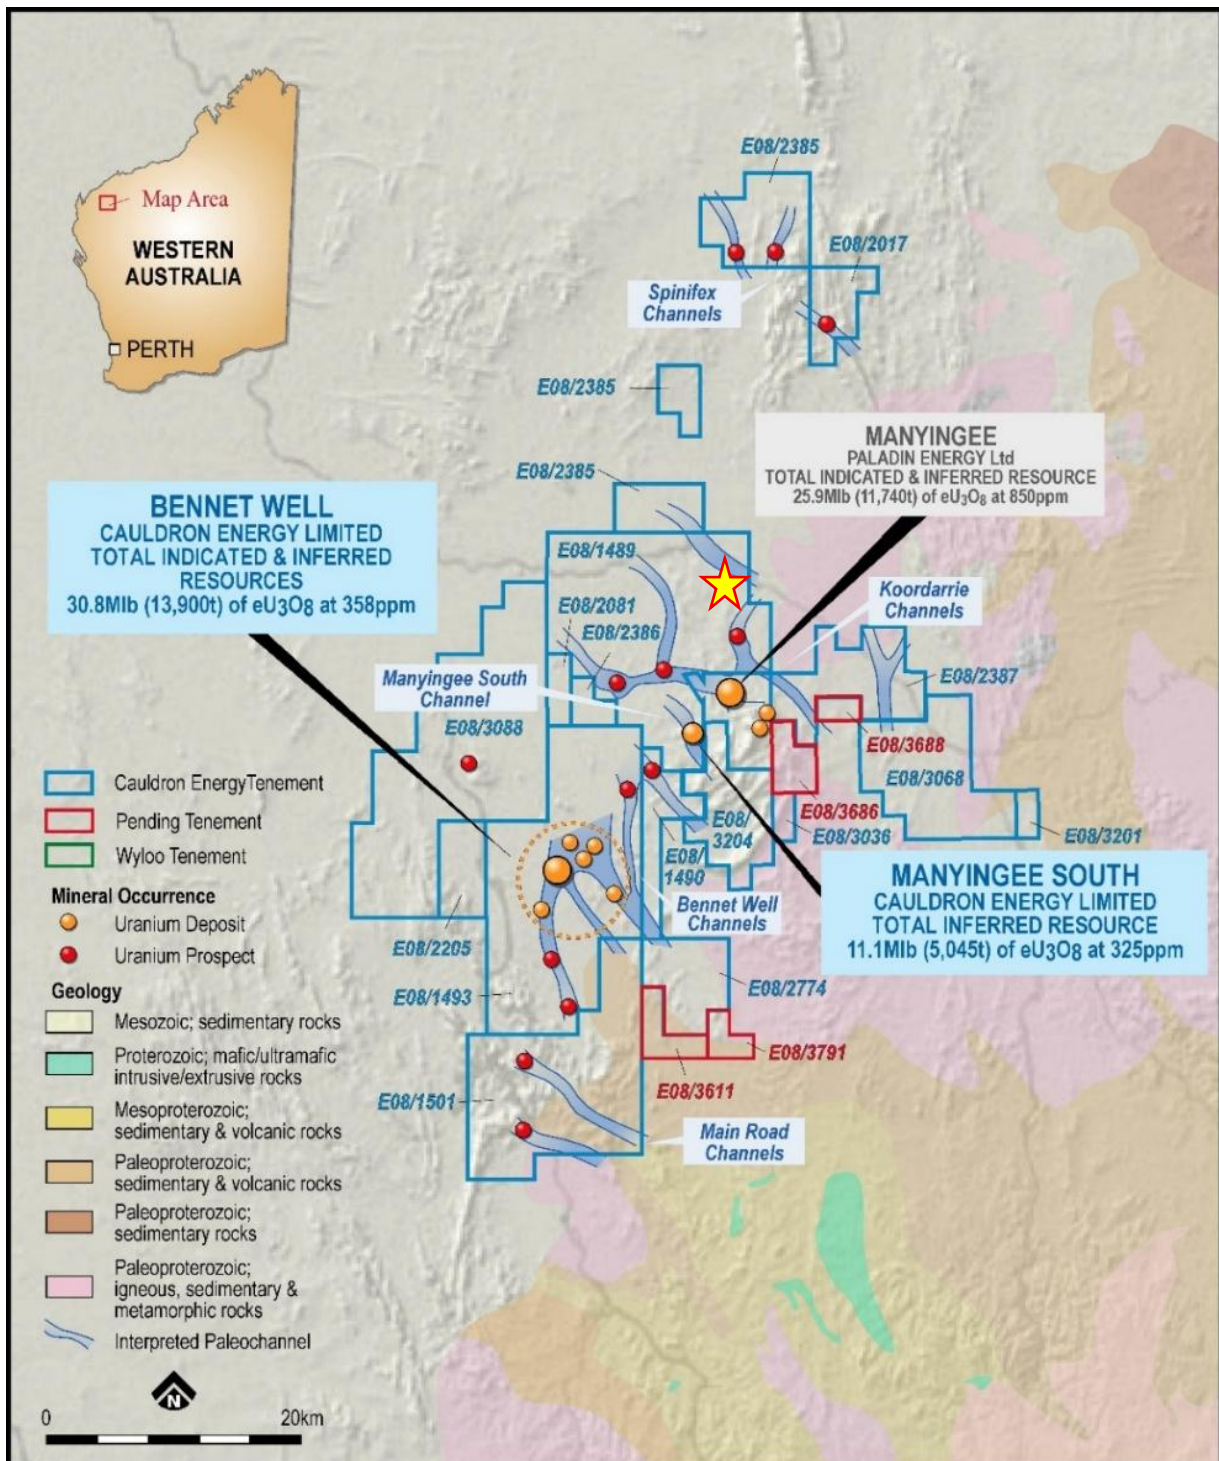 Map Area
WESTERN
AUSTRALIA
PERTH
E08/2385
E08/2017
Spinifex
Channels
E08/2385
MANYINGEE
PALADIN ENERGY Ltd
TOTAL INDICATED & INFERRED RESOURCE
25.9Mlb (11,740t) of eU3O8 at 850ppm
E08/2385
BENNET WELL
CAULDRON ENERGY LIMITED
TOTAL INDICATED & INFERRED
RESOURCES
30.8Mlb (13,900t) of eU3O8 at 358ppm
E08/1489
Koordarrie
Channels
E08/2081
E08/2386
Manyingee South
Channel
E08/2387
E08/3088
E08/3688
E08/3068
E08/3686
E08/
3204
E08/3036
E08/3201
E08/
1490
MANYINGEE SOUTH
CAULDRON ENERGY LIMITED
TOTAL INFERRED RESOURCE
11.1Mlb (5,045t) of eU3O8 at 325ppm
Bennet Well
Channels
E08/2205
E08/1493
E08/2774
E08/3791
E08/3611
E08/1501
Main Road
Channels
Cauldron EnergyTenement
Pending Tenement
Wyloo Tenement
Mineral Occurrence
Uranium Deposit
Uranium Prospect
Geology
Mesozoic; sedimentary rocks
Proterozoic; mafic/ultramafic
intrusive/extrusive rocks
Mesoproterozoic;
sedimentary & volcanic rocks
Paleoproterozoic;
sedimentary & volcanic rocks
Paleoproterozoic;
sedimentary rocks
Paleoproterozoic;
igneous, sedimentary &
metamorphic rocks
Interpreted Paleochannel
N
0 20km